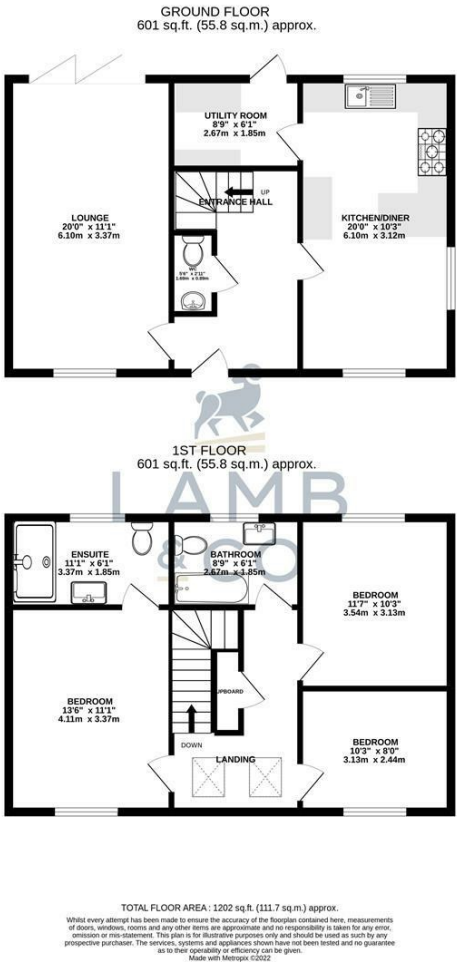 GROUND FLOOR
601 sq.ft. (55.8 sq.m.) approx.
UTILITY ROOM
8'9" x 6'1"
2.67m x 1.85m
UP
ENTRANCE HALL
LOUNGE
20'0" x 11'1"
6.10m x 3.37m
KITCHEN/DINER
20'0" x 10'3"
6.10m x 3.12m
WC
1ST FLOOR
601 sq.ft. (55.8 sq.m.) approx.
LAMB
& CO
ENSUITE
11'1" x 6'1"
3.37m x 1.85m
BATHROOM
8'9" x 6'1"
2.67m x 1.85m
BEDROOM
11'7" x 10'3"
3.54m x 3.13m
BEDROOM
13'6" x 11'1"
4.11m x 3.37m
UPBOARD
DOWN
LANDING
BEDROOM
10'3" x 8'0"
3.13m x 2.44m
TOTAL FLOOR AREA : 1202 sq.ft. (111.7 sq.m.) approx.
Whilst every attempt has been made to ensure the accuracy of the floorplan contained here, measurements
of doors, windows, rooms and any other items are approximate and no responsibility is taken for any error,
omission or mis-statement. This plan is for illustrative purposes only and should be used as such by any
prospective purchaser. The services, systems and appliances shown have not been tested and no guarantee
as to their operability or efficiency can be given.
Made with Metropix ©2022